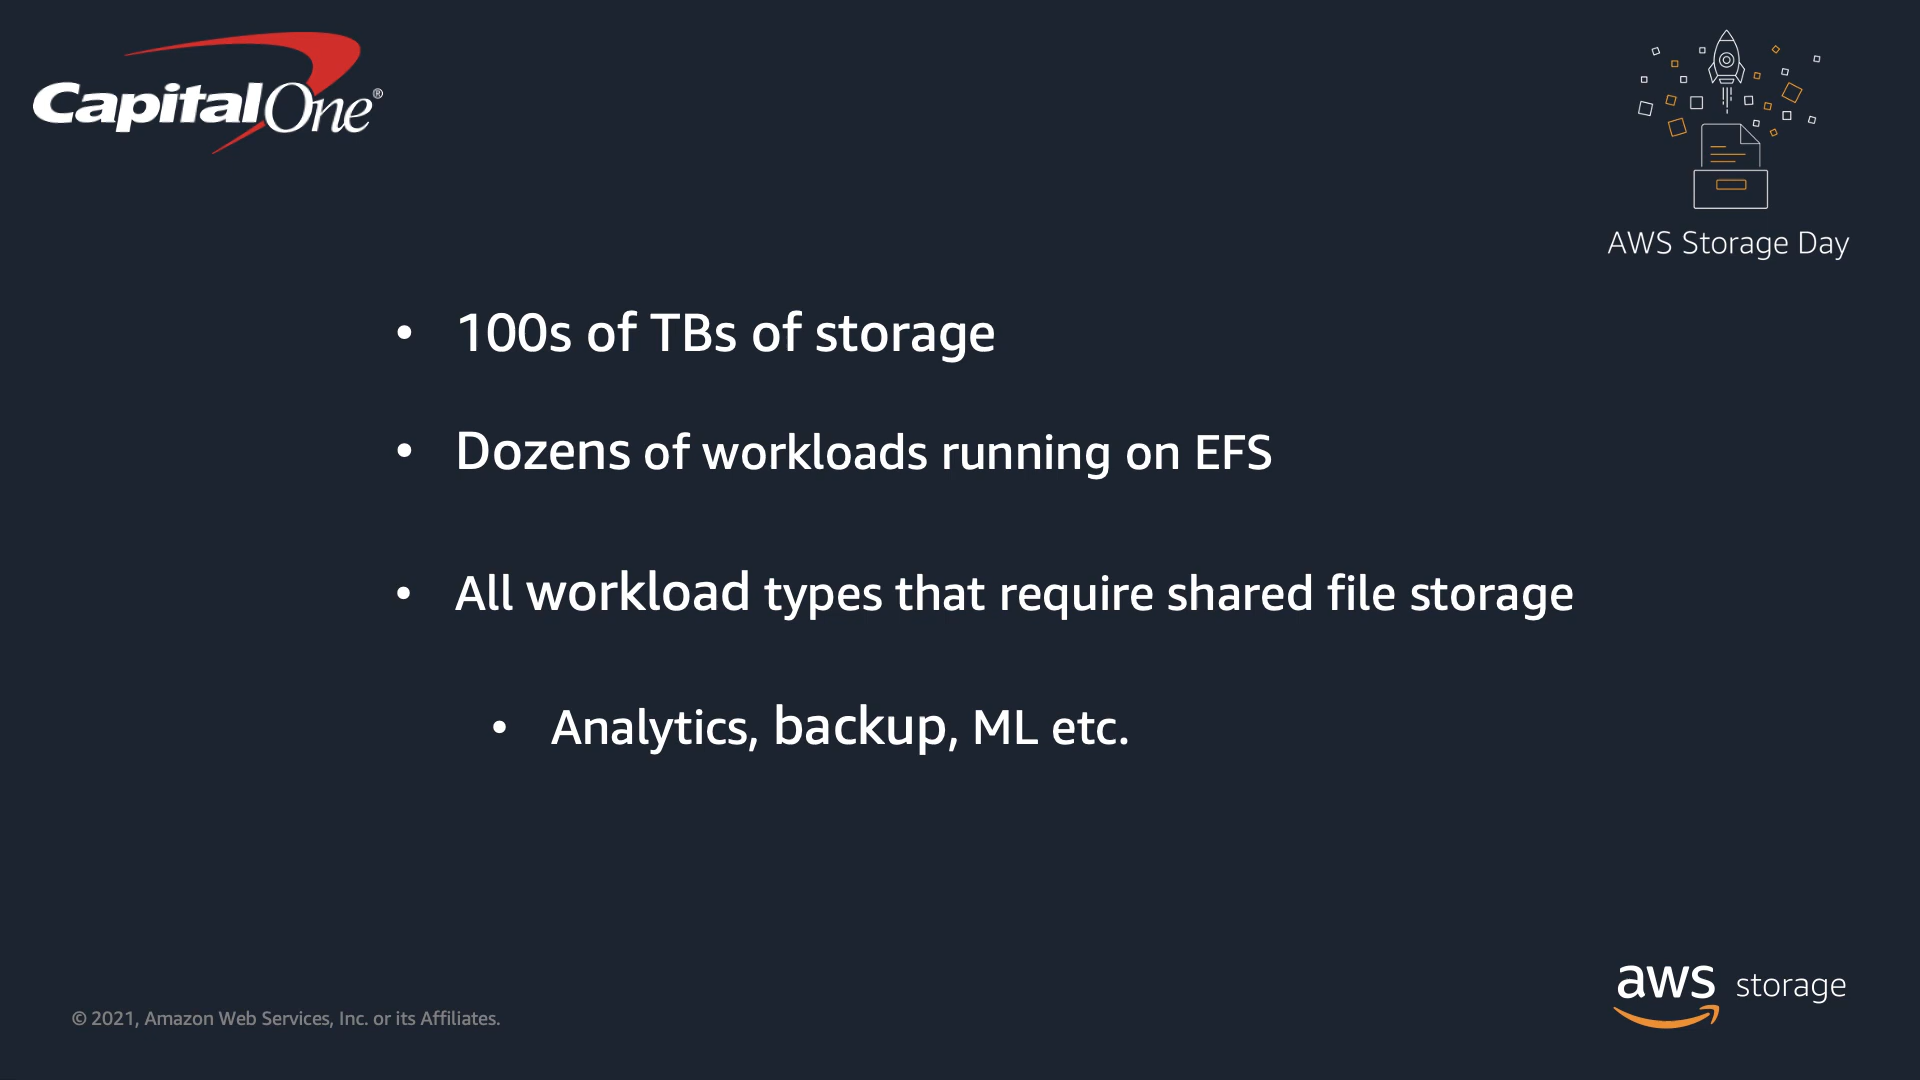 CapitalOne®
AWS Storage Day
• 100s of TBs of storage
• Dozens of workloads running on EFS
• All workload types that require shared file storage
• Analytics, backup, ML etc.
aws storage
© 2021, Amazon Web Services, Inc. or its Affiliates.